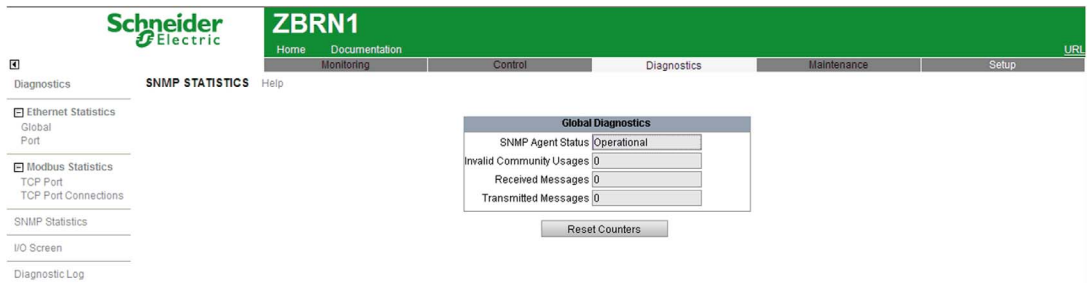 Schneider
Electric
ZBRN1
Home Documentation URL
Monitoring Control Diagnostics Maintenance Setup
Diagnostics
SNMP STATISTICS Help
Ethernet Statistics
Global
Port
Modbus Statistics
TCP Port
TCP Port Connections
SNMP Statistics
I/O Screen
Diagnostic Log
Global Diagnostics
SNMP Agent Status Operational
Invalid Community Usages 0
Received Messages 0
Transmitted Messages 0
Reset Counters